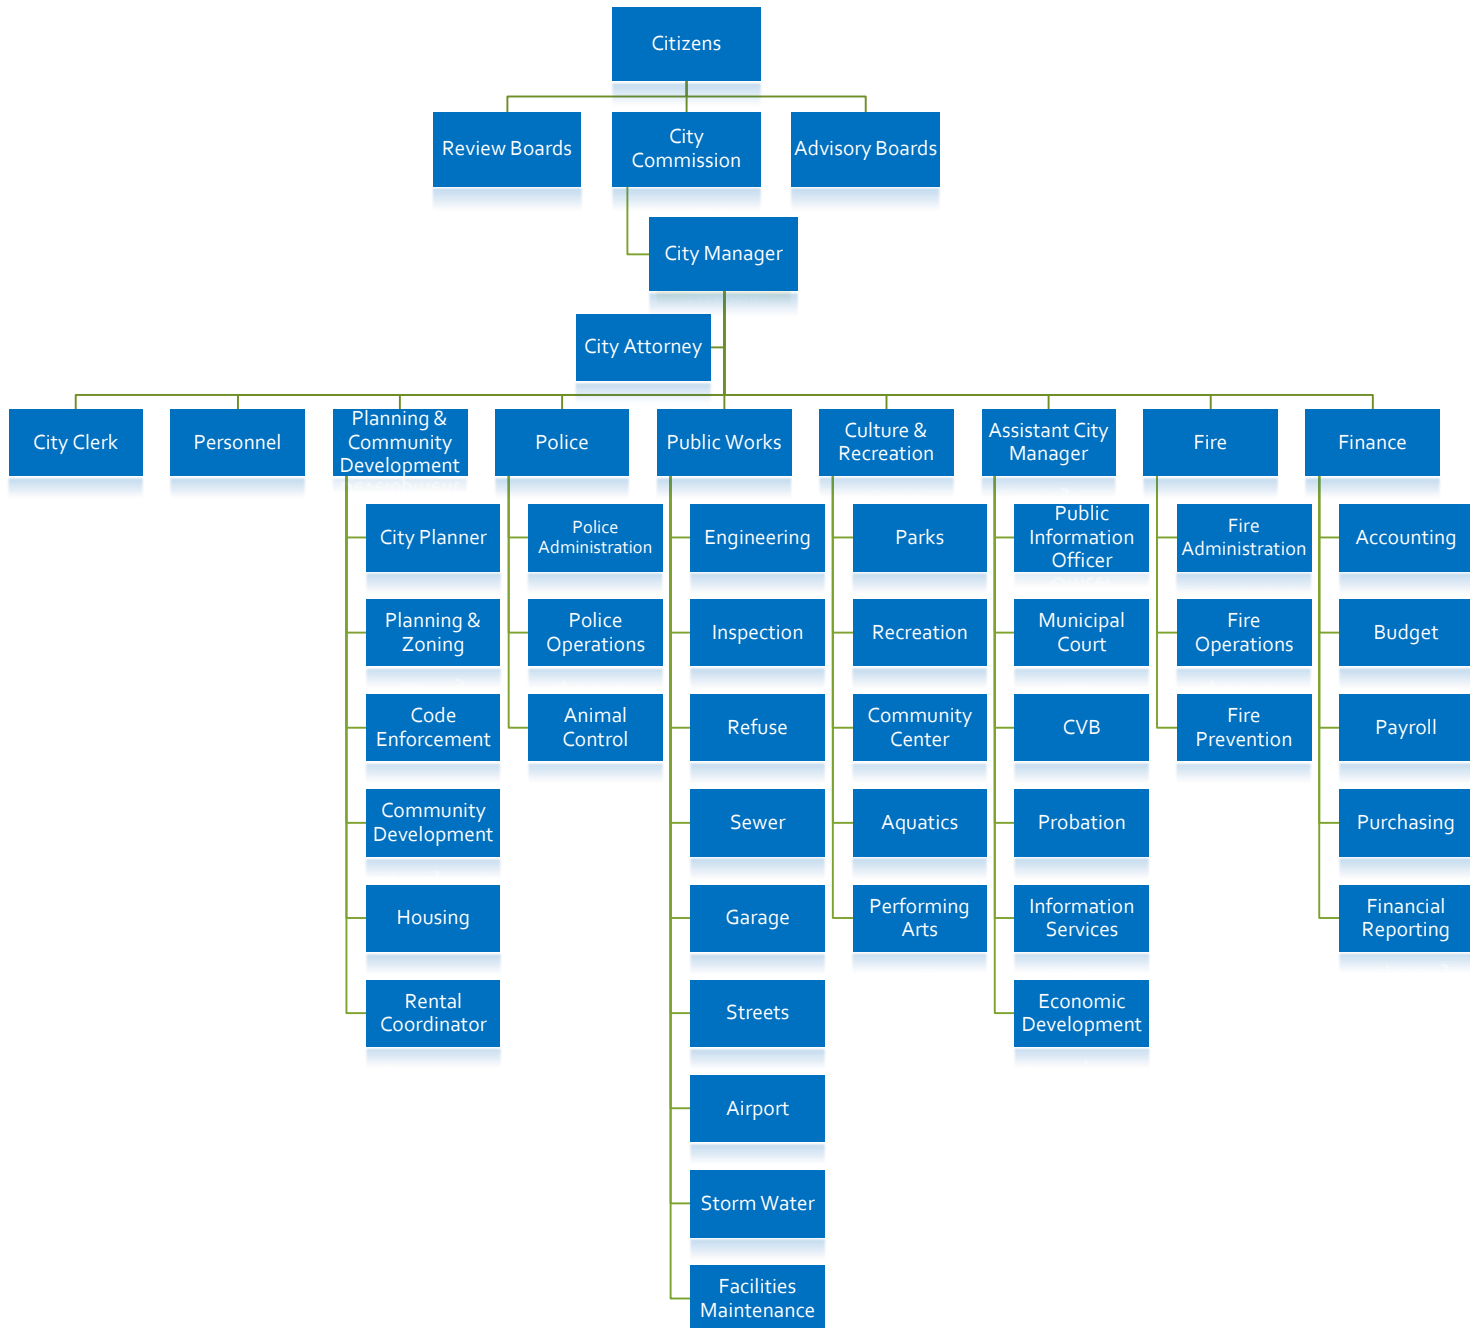 Citizens
Review Boards
City
Commission
Advisory Boards
City Manager
City Attorney
City Clerk
Personnel
Planning &
Community
Development
Police
Public Works
Culture &
Recreation
Assistant City
Manager
Fire
Finance
City Planner
Planning &
Zoning
Code
Enforcement
Community
Development
Housing
Rental
Coordinator
Police
Administration
Police
Operations
Animal
Control
Engineering
Inspection
Refuse
Sewer
Garage
Streets
Airport
Storm Water
Facilities
Maintenance
Parks
Recreation
Community
Center
Aquatics
Performing
Arts
Public
Information
Officer
Municipal
Court
CVB
Probation
Information
Services
Economic
Development
Fire
Administration
Fire
Operations
Fire
Prevention
Accounting
Budget
Payroll
Purchasing
Financial
Reporting